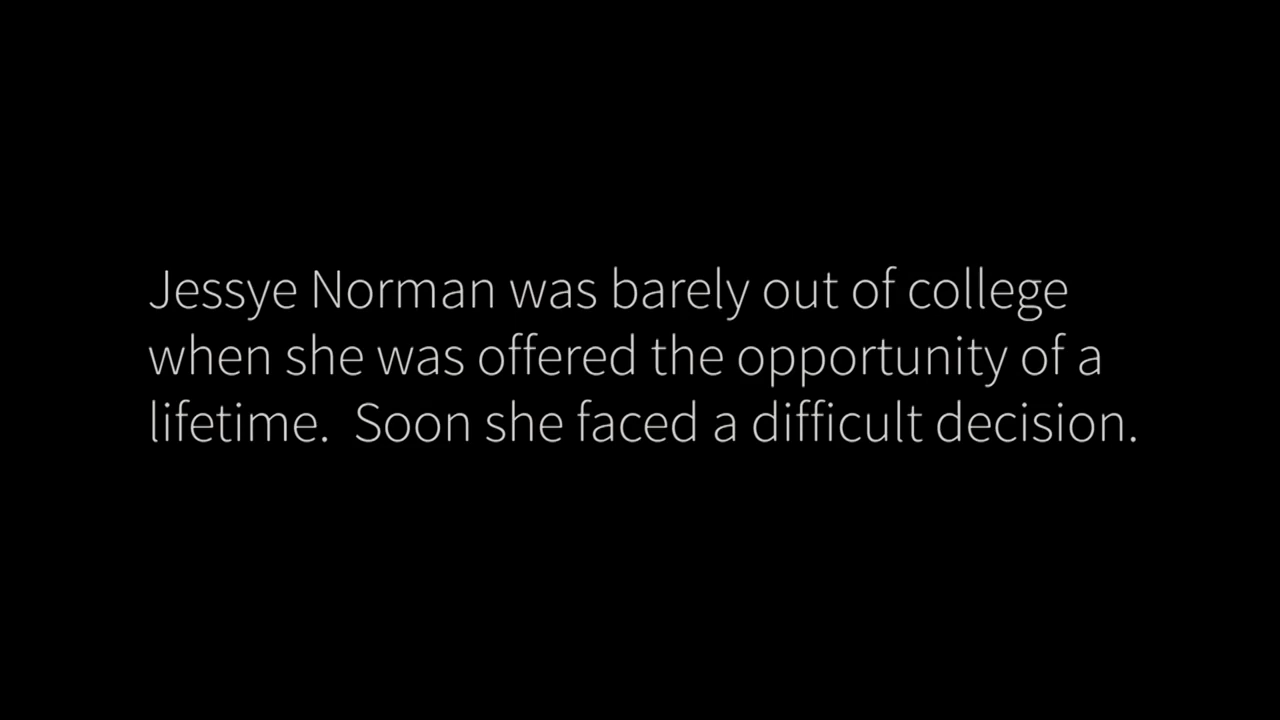 Jessye Norman was barely out of college
when she was offered the opportunity of a
lifetime.  Soon she faced a difficult decision.